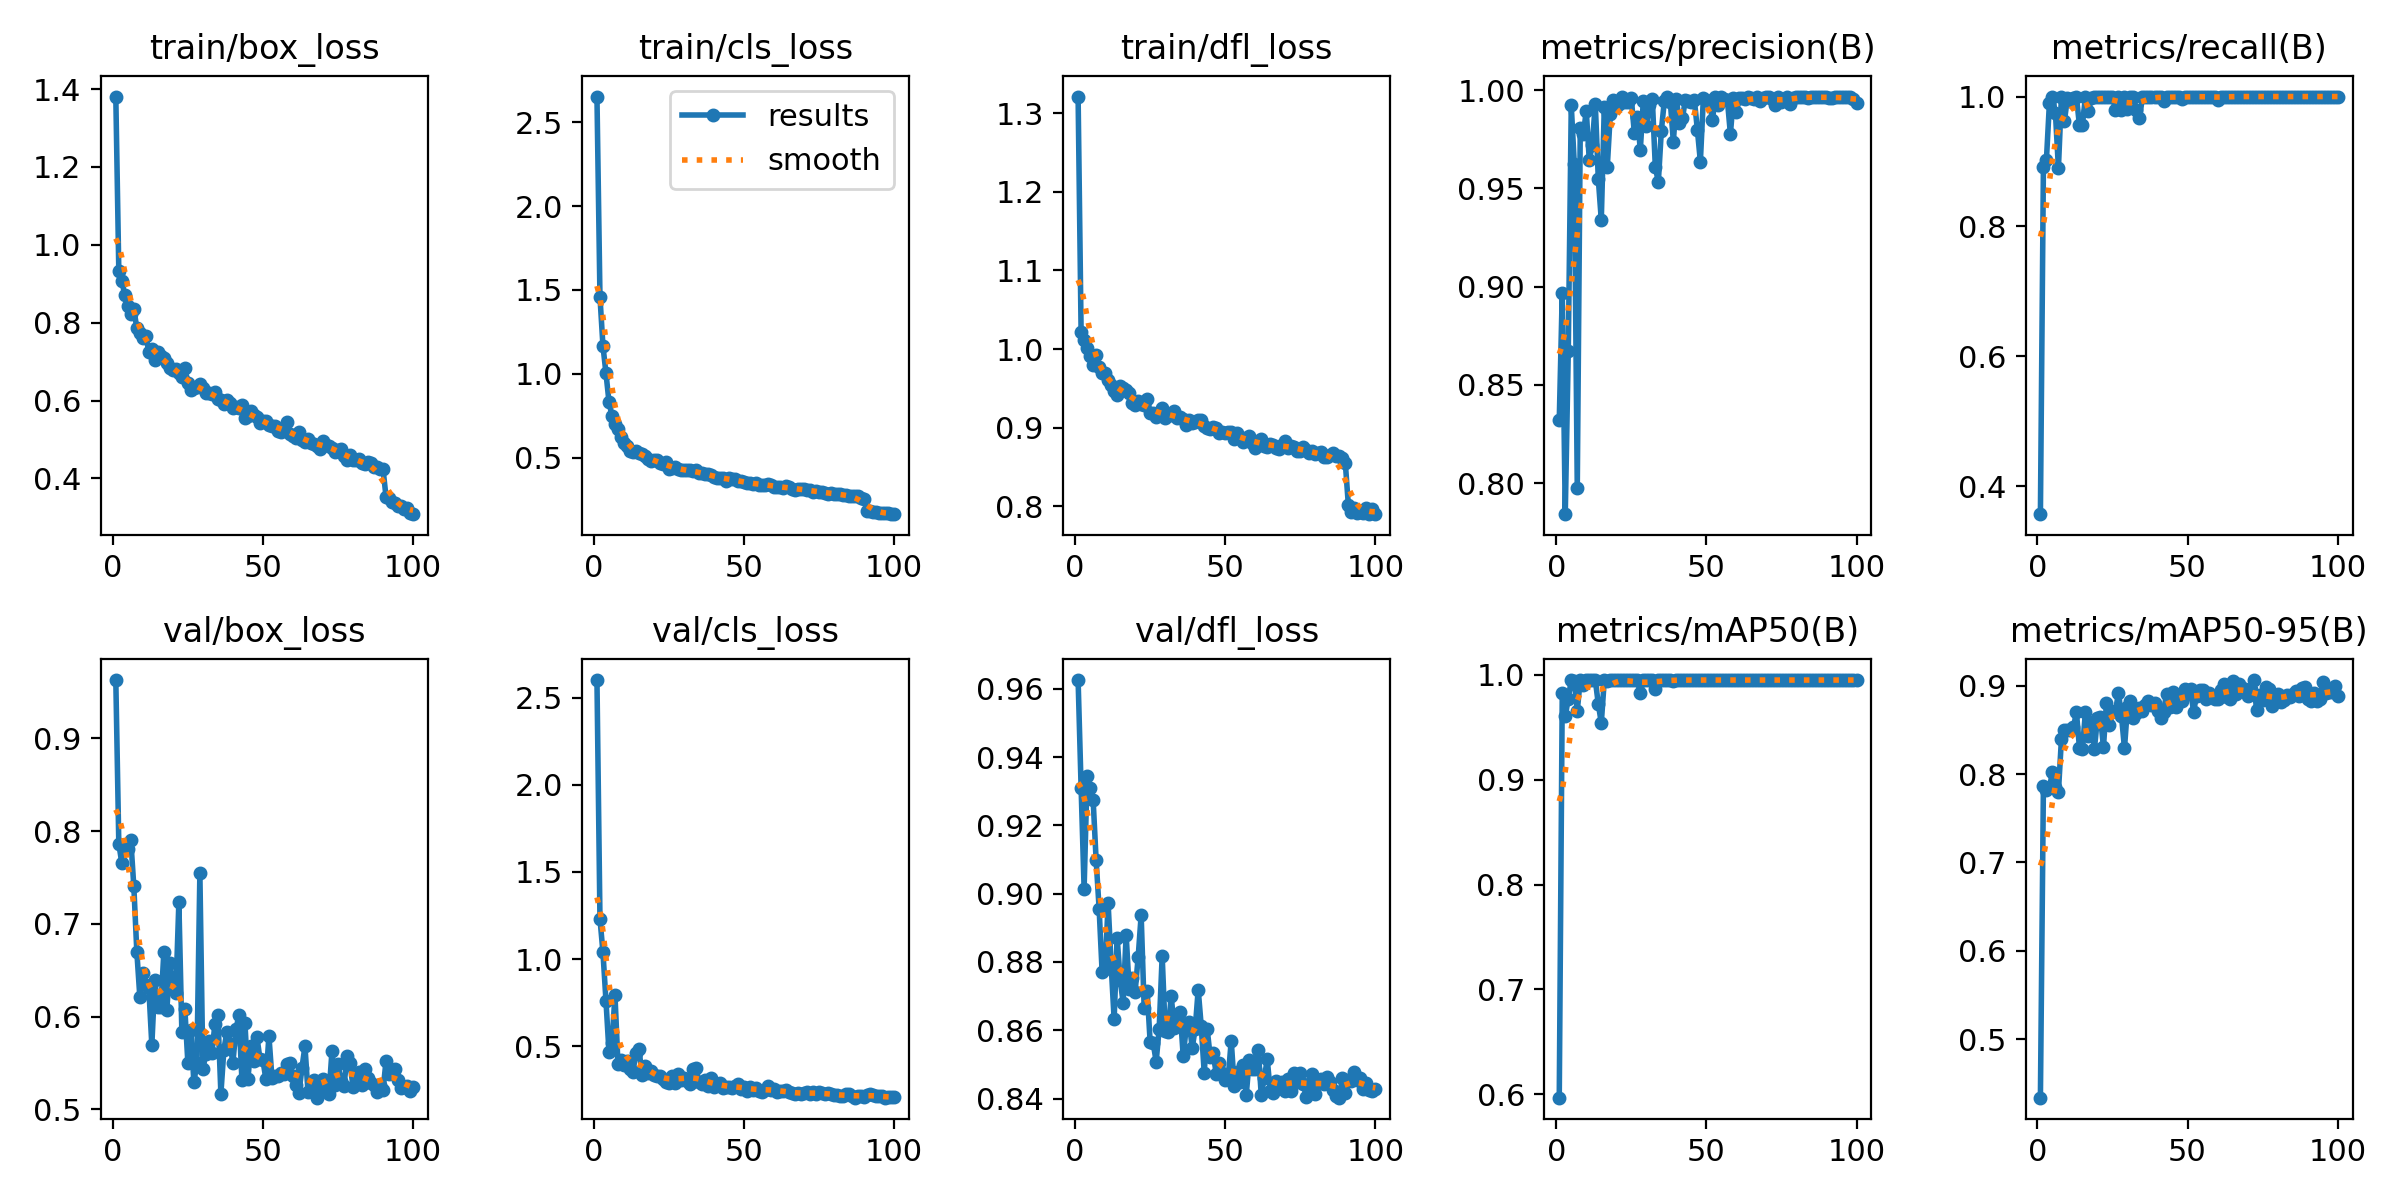 train/box_loss
1.4
1.2
1.0
0.8
0.6
0.4
0 50 100
train/cls_loss
results
smooth
2.5
2.0
1.5
1.0
0.5
0 50 100
train/dfl_loss
1.3
1.2
1.1
1.0
0.9
0.8
0 50 100
metrics/precision(B)
1.00
0.95
0.90
0.85
0.80
0 50 100
metrics/recall(B)
1.0
0.8
0.6
0.4
0 50 100
val/box_loss
0.9
0.8
0.7
0.6
0.5
0 50 100
val/cls_loss
2.5
2.0
1.5
1.0
0.5
0 50 100
val/dfl_loss
0.96
0.94
0.92
0.90
0.88
0.86
0.84
0 50 100
metrics/mAP50(B)
1.0
0.9
0.8
0.7
0.6
0 50 100
metrics/mAP50-95(B)
0.9
0.8
0.7
0.6
0.5
0 50 100